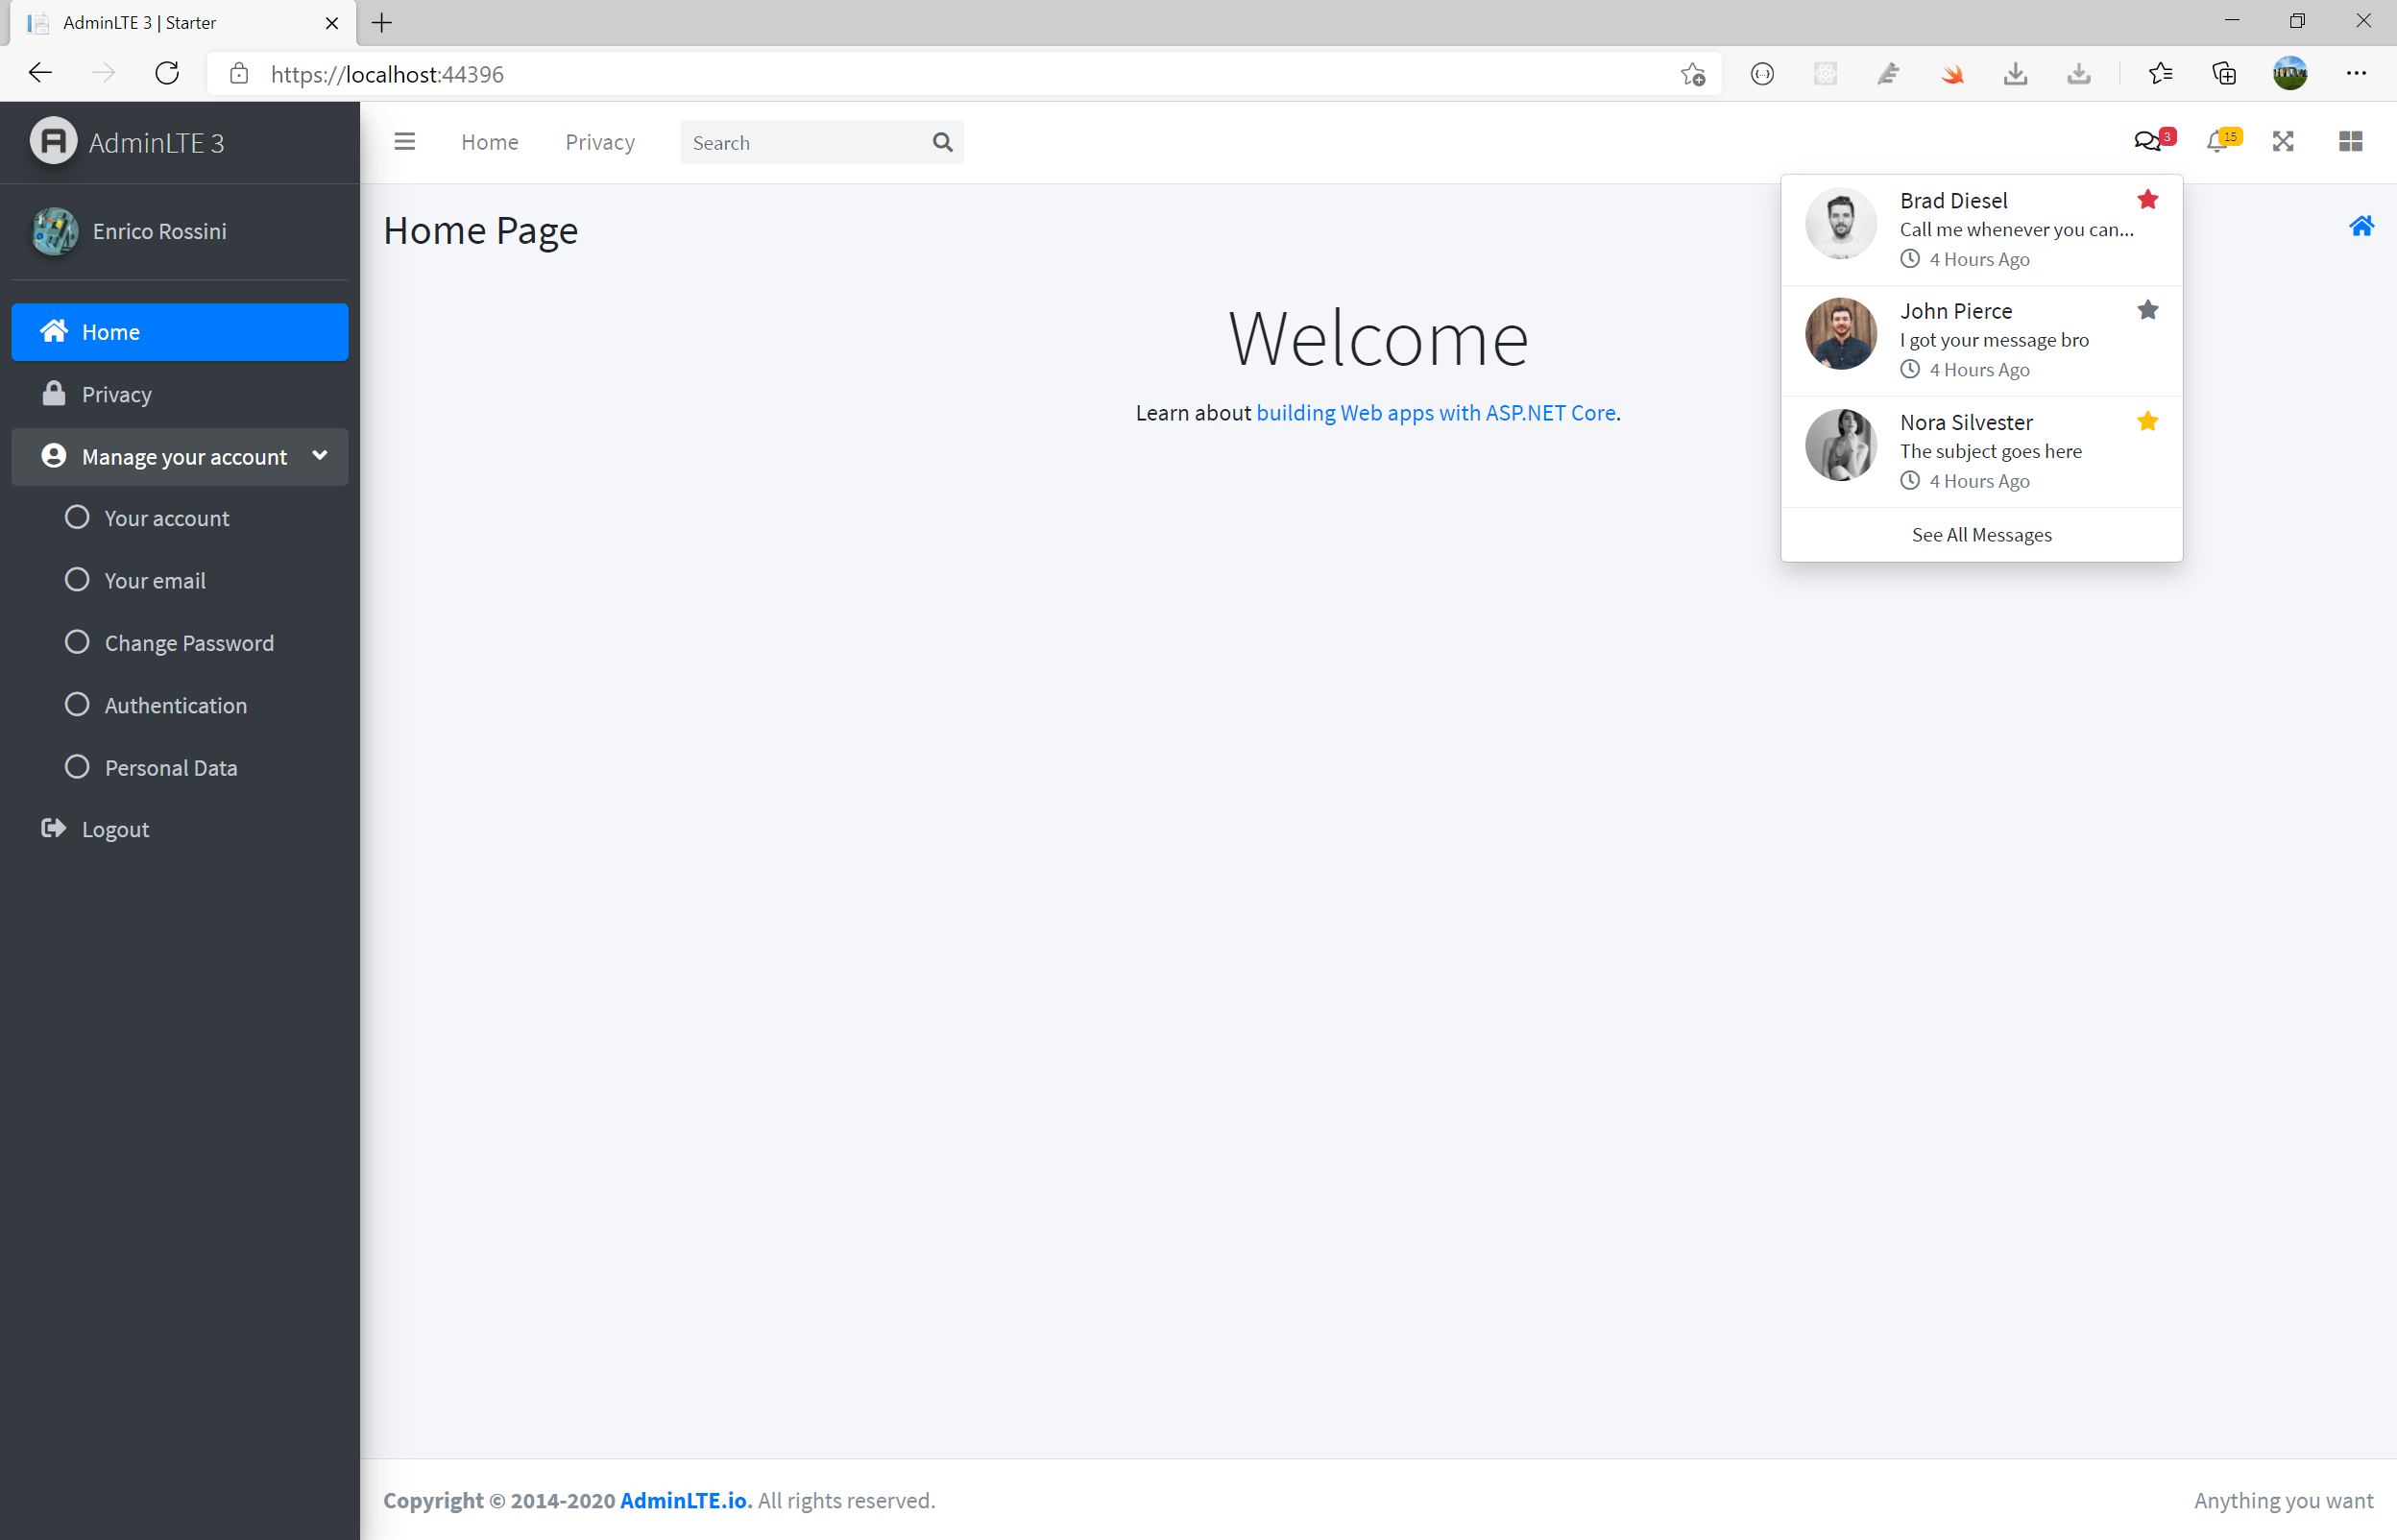 AdminLTE 3 | Starter
https://localhost:44396
AdminLTE 3
Home
Privacy
Search
3
15
Enrico Rossini
Home
Privacy
Manage your account
Your account
Your email
Change Password
Authentication
Personal Data
Logout
Home Page
Welcome
Learn about building Web apps with ASP.NET Core.
Brad Diesel
Call me whenever you can...
4 Hours Ago
John Pierce
I got your message bro
4 Hours Ago
Nora Silvester
The subject goes here
4 Hours Ago
See All Messages
Copyright © 2014-2020 AdminLTE.io. All rights reserved.
Anything you want